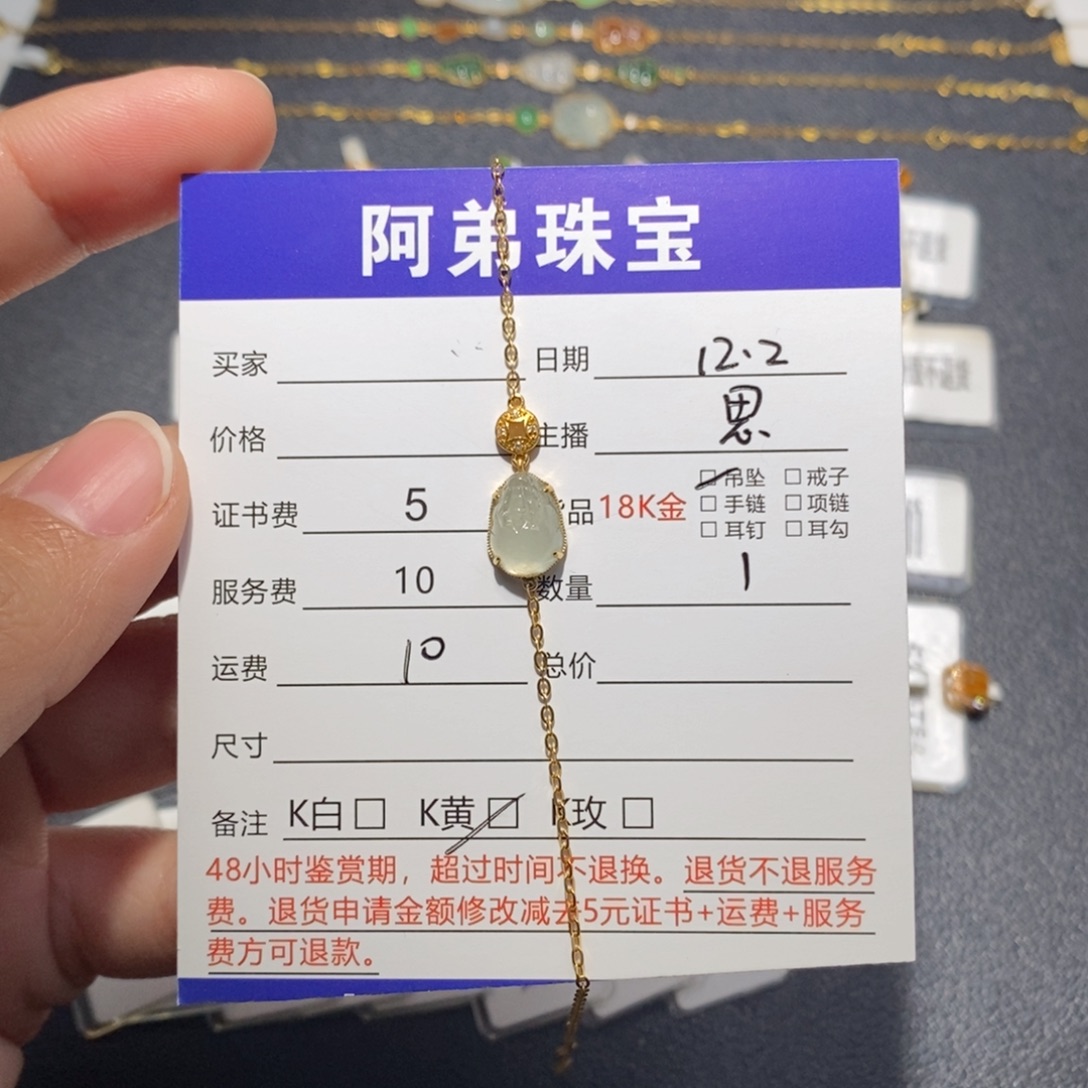 阿弟珠宝
买家 日期 12.2
价格 主播 思
证书费 5 品 18K金 □吊坠 □戒子
□手链 □项链
□耳钉 □耳勾
服务费 10 数量 1
运费 10 总价
尺寸
备注 K白□ K黄□ K玫□
48小时鉴赏期，超过时间不退换。退货不退服务
费。退货申请金额修改减去5元证书+运费+服务
费方可退款。